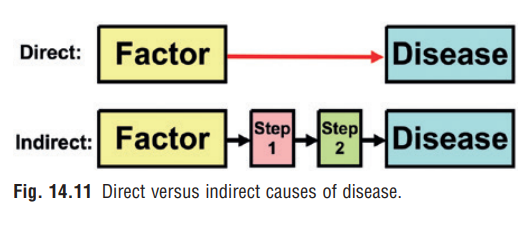 Direct: Factor Disease
Indirect: Factor Step 1 Step 2 Disease
Fig. 14.11 Direct versus indirect causes of disease.